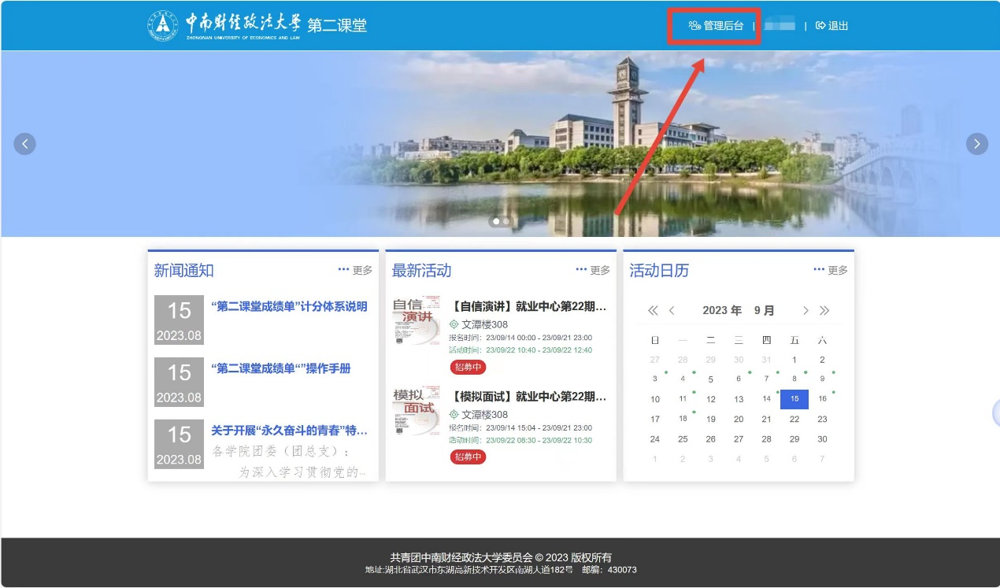 中南财经政法大学 第二课堂
ZHONGNAN UNIVERSITY OF ECONOMICS AND LAW
管理后台 | | 退出
新闻通知 ··· 更多
15
2023.08
“第二课堂成绩单”计分体系说明
15
2023.08
“第二课堂成绩单“”操作手册
15
2023.08
关于开展“永久奋斗的青春”特...
各学院团委（团总支）：
为深入学习贯彻党的...
最新活动 ··· 更多
自信
演讲
【自信演讲】就业中心第22期...
文潭楼308
报名时间：23/09/14 00:00 - 23/09/21 23:00
活动时间：23/09/22 10:40 - 23/09/22 12:40
招募中
模拟
面试
【模拟面试】就业中心第22期...
文潭楼308
报名时间：23/09/14 15:04 - 23/09/21 23:00
活动时间：23/09/22 08:30 - 23/09/22 10:30
招募中
活动日历 ··· 更多
2023 年 9 月
日 一 二 三 四 五 六
27 28 29 30 31 1 2
3 4 5 6 7 8 9
10 11 12 13 14 15 16
17 18 19 20 21 22 23
24 25 26 27 28 29 30
1 2 3 4 5 6 7
共青团中南财经政法大学委员会 © 2023 版权所有
地址:湖北省武汉市东湖高新技术开发区南湖大道182号 邮编：430073